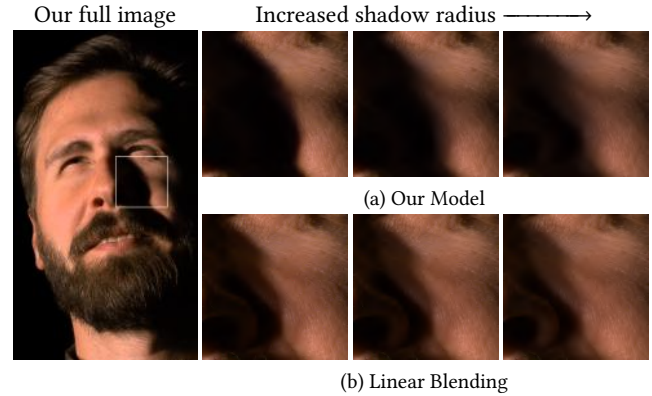 Our full image
Increased shadow radius ⟶
(a) Our Model
(b) Linear Blending